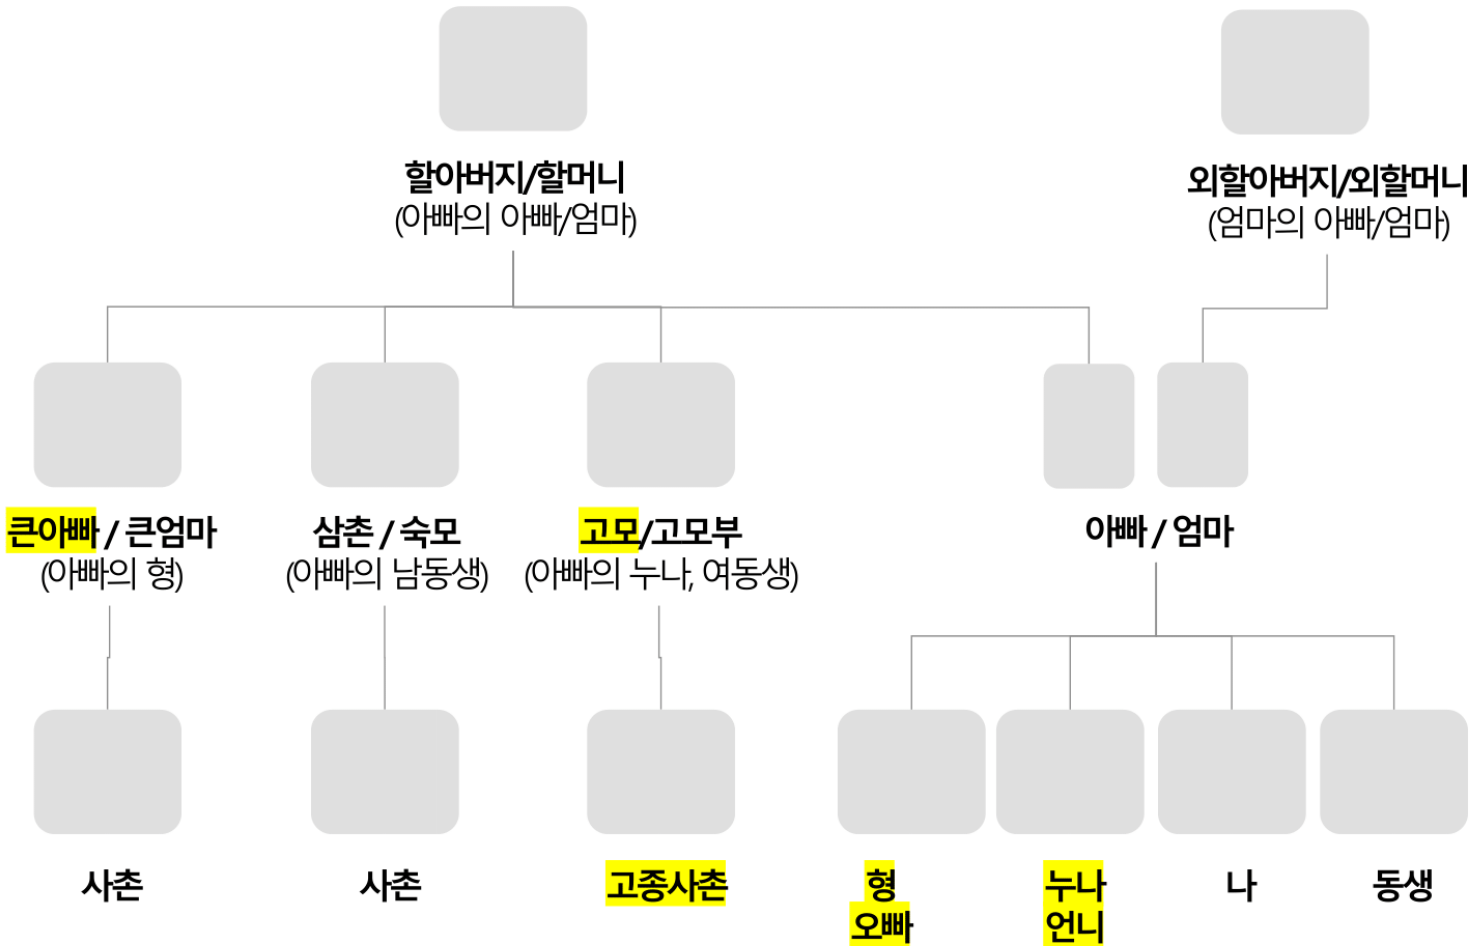 할아버지/할머니
(아빠의 아빠/엄마)
외할아버지/외할머니
(엄마의 아빠/엄마)
큰아빠 / 큰엄마
(아빠의 형)
삼촌 / 숙모
(아빠의 남동생)
고모/고모부
(아빠의 누나, 여동생)
아빠 / 엄마
사촌
사촌
고종사촌
형
오빠
누나
언니
나
동생